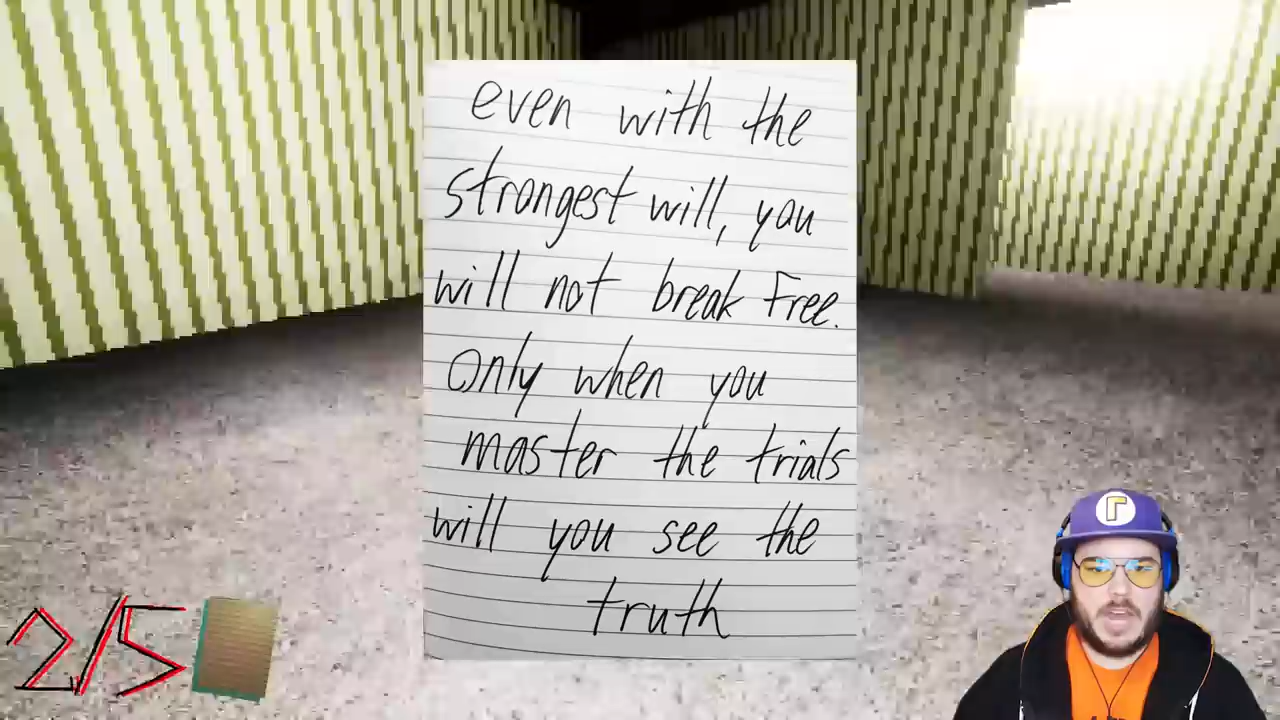 even with the
strongest will, you
will not break free.
Only when you
master the trials
will you see the
truth
2/5